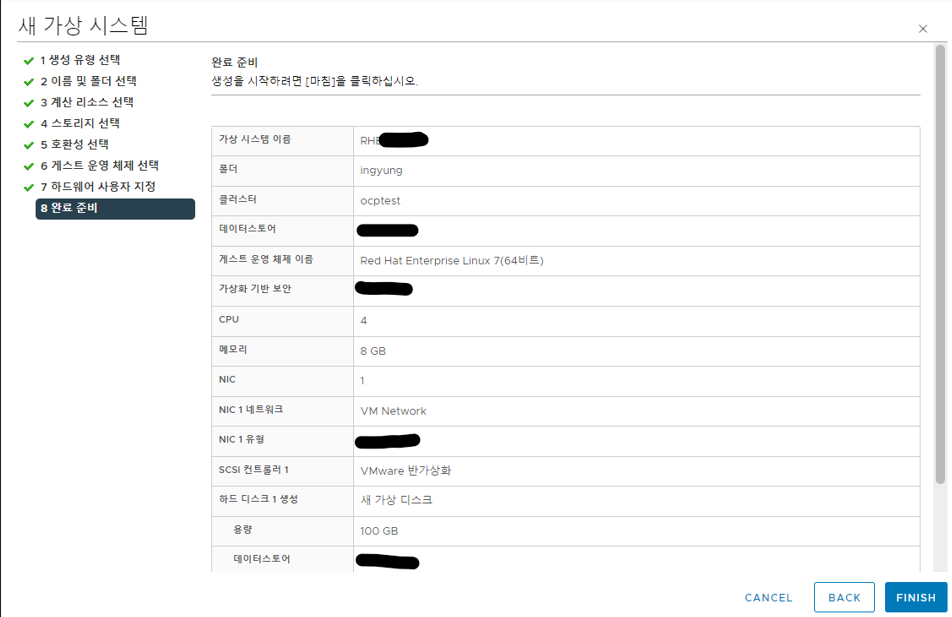 새 가상 시스템
1 생성 유형 선택
2 이름 및 폴더 선택
3 계산 리소스 선택
4 스토리지 선택
5 호환성 선택
6 게스트 운영 체제 선택
7 하드웨어 사용자 지정
8 완료 준비
완료 준비
생성을 시작하려면 [마침]을 클릭하십시오.
가상 시스템 이름 RHE
폴더 ingyung
클러스터 ocptest
데이터스토어
게스트 운영 체제 이름 Red Hat Enterprise Linux 7(64비트)
가상화 기반 보안
CPU 4
메모리 8 GB
NIC 1
NIC 1 네트워크 VM Network
NIC 1 유형
SCSI 컨트롤러 1 VMware 반가상화
하드 디스크 1 생성 새 가상 디스크
용량 100 GB
데이터스토어
CANCEL BACK FINISH